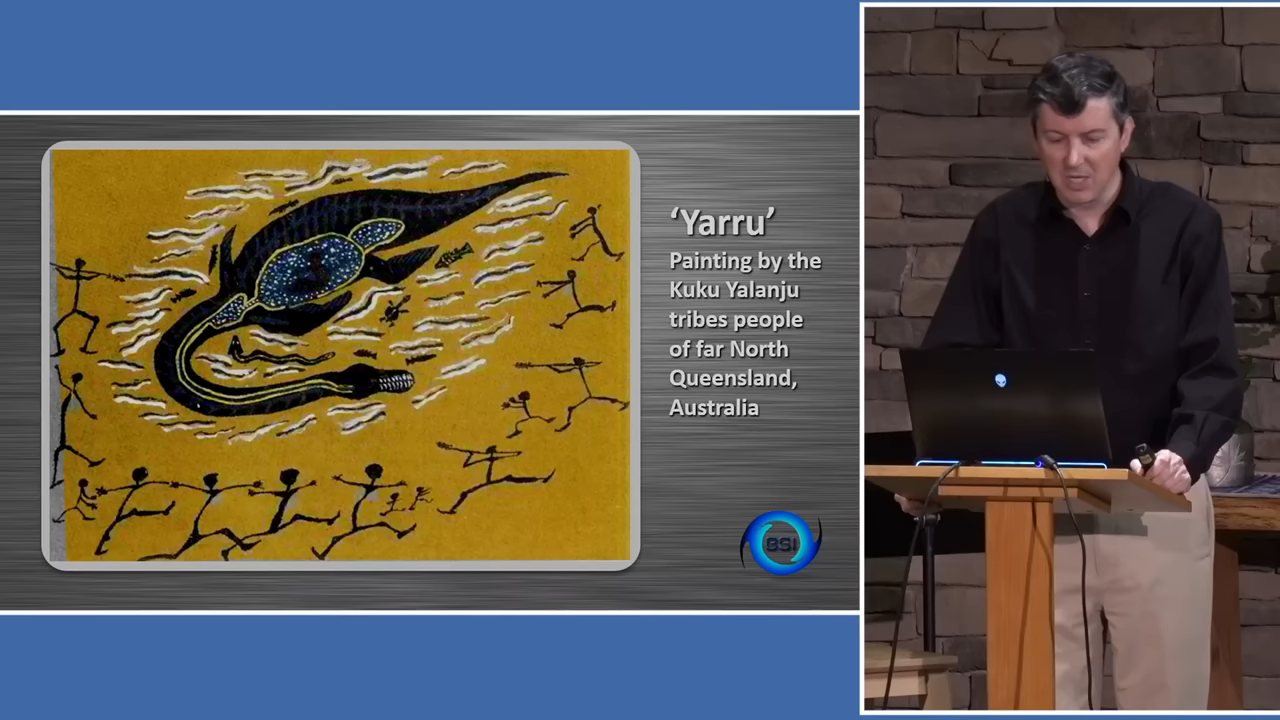 ‘Yarru’
Painting by the
Kuku Yalanju
tribes people
of far North
Queensland,
Australia
BSI